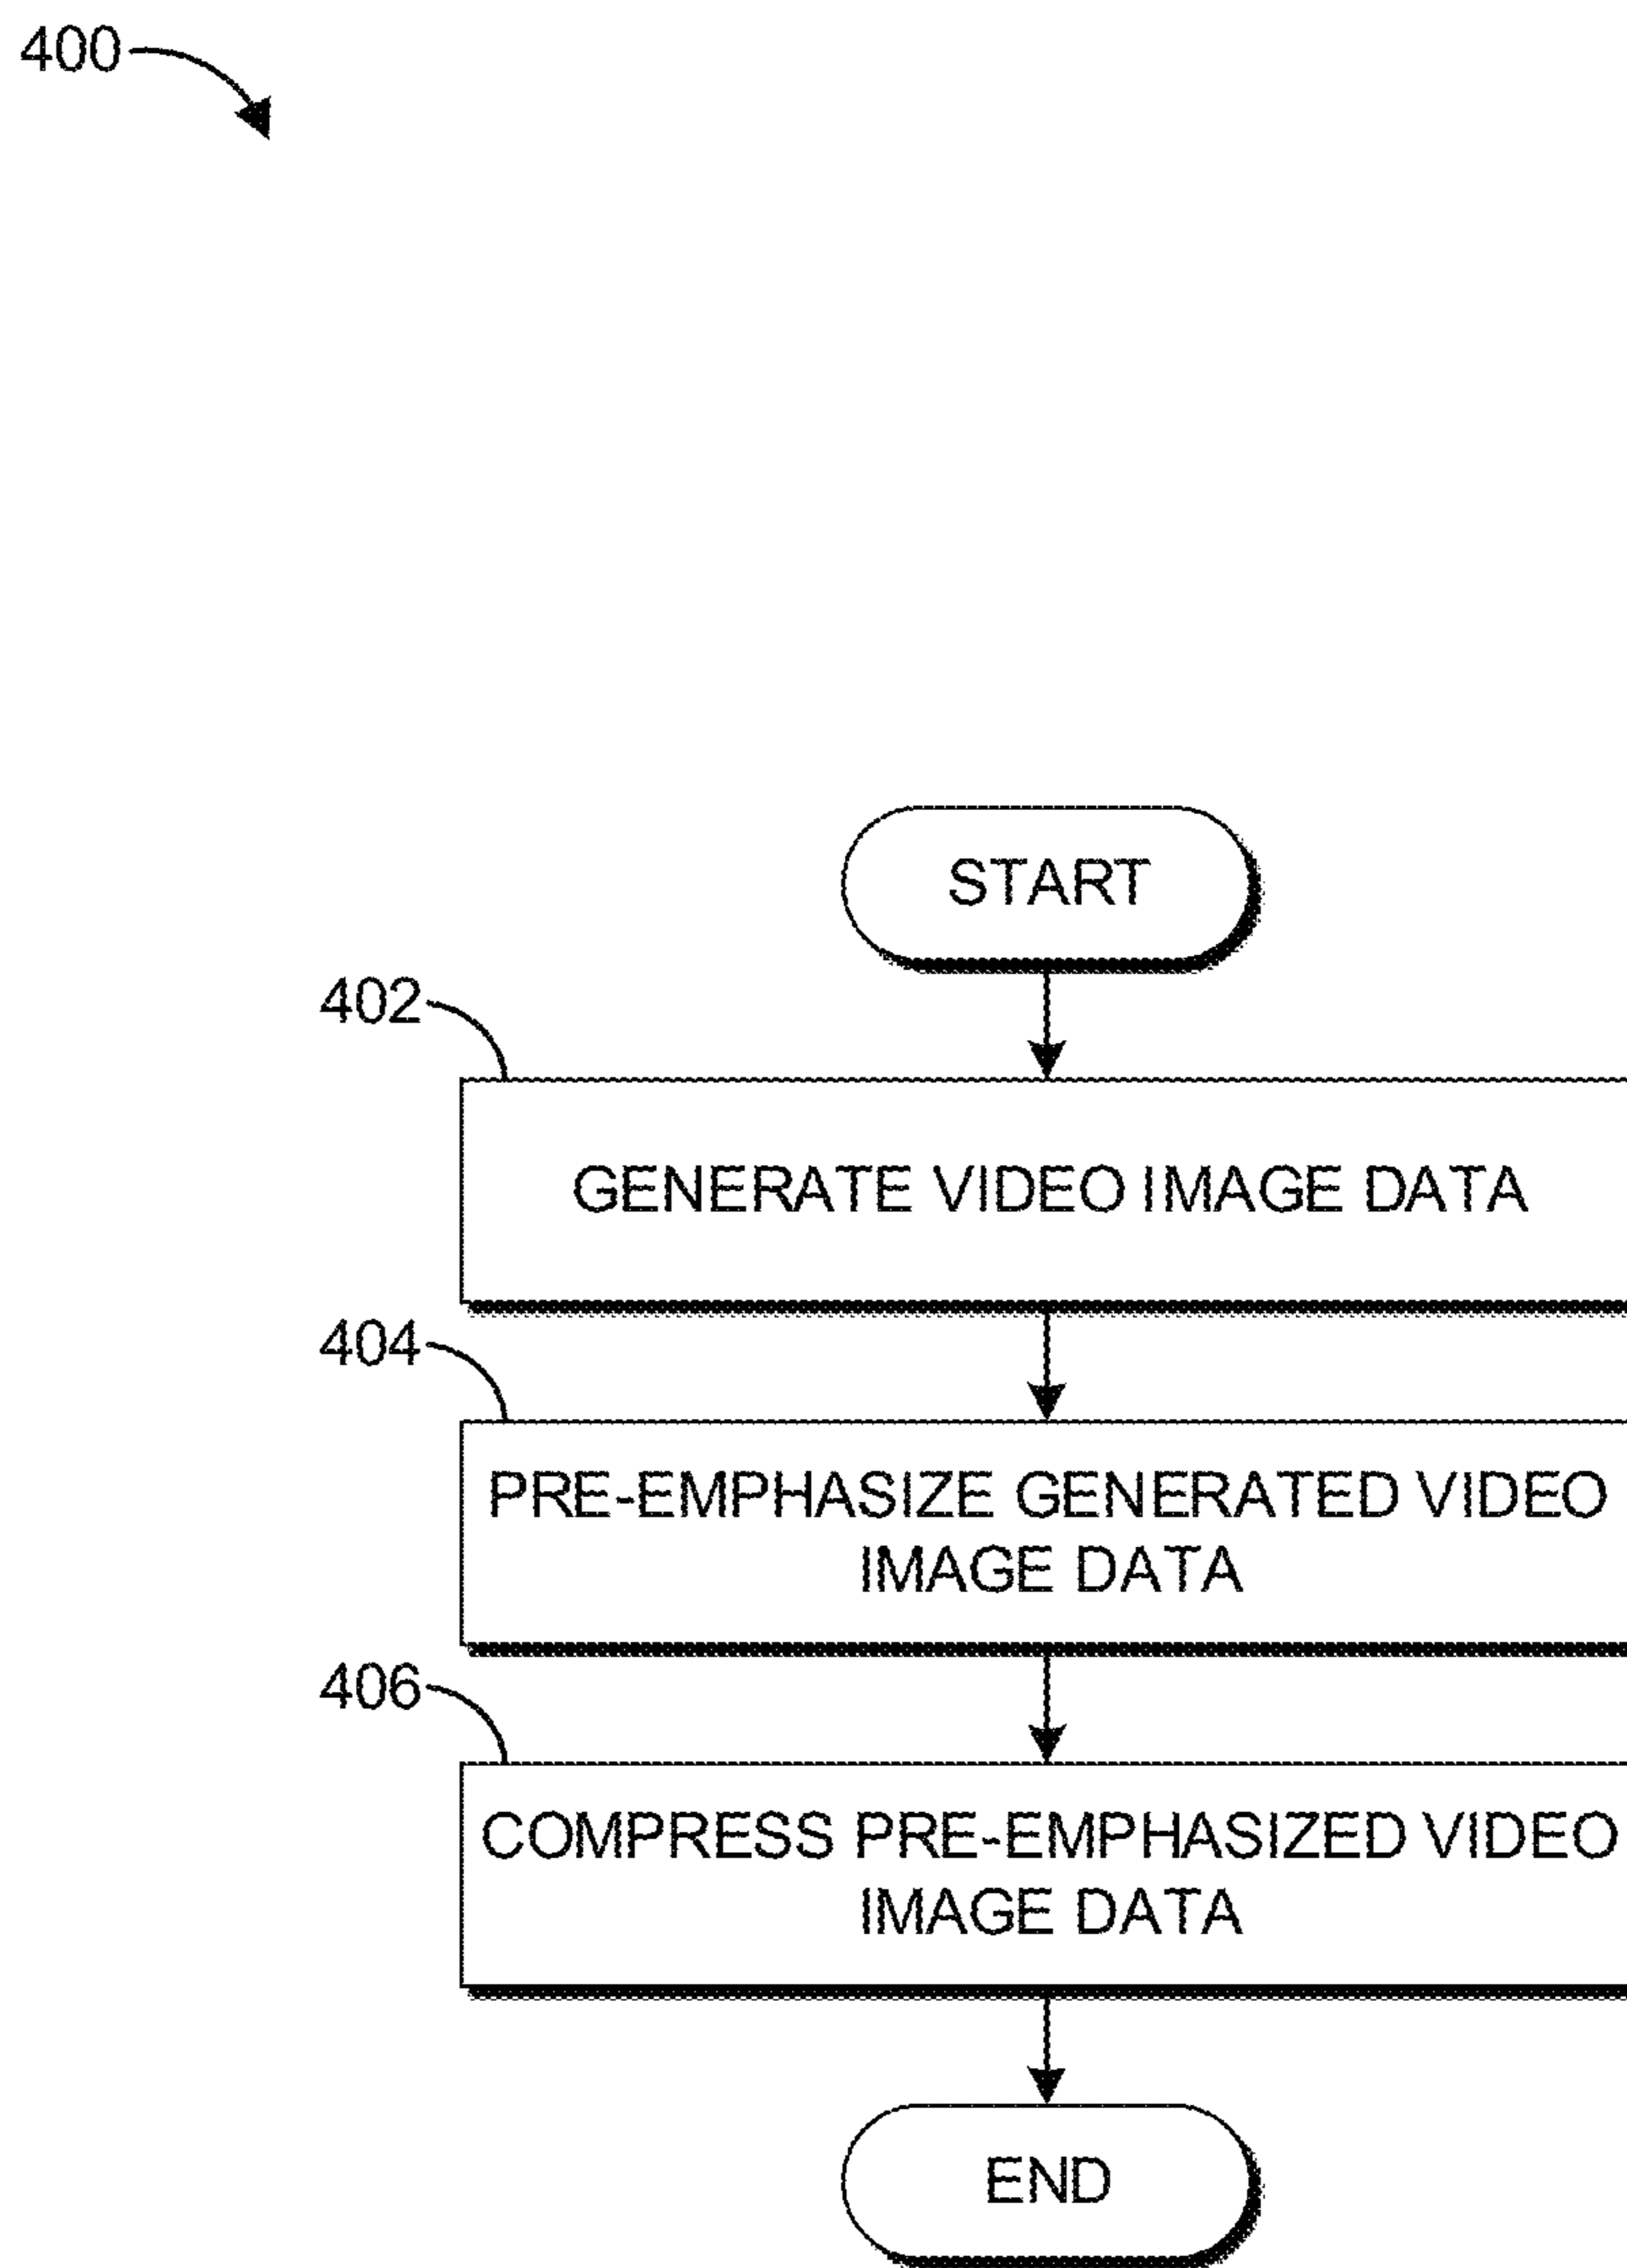 400
START
402
GENERATE VIDEO IMAGE DATA
404
PRE-EMPHASIZE GENERATED VIDEO
IMAGE DATA
406
COMPRESS PRE-EMPHASIZED VIDEO
IMAGE DATA
END